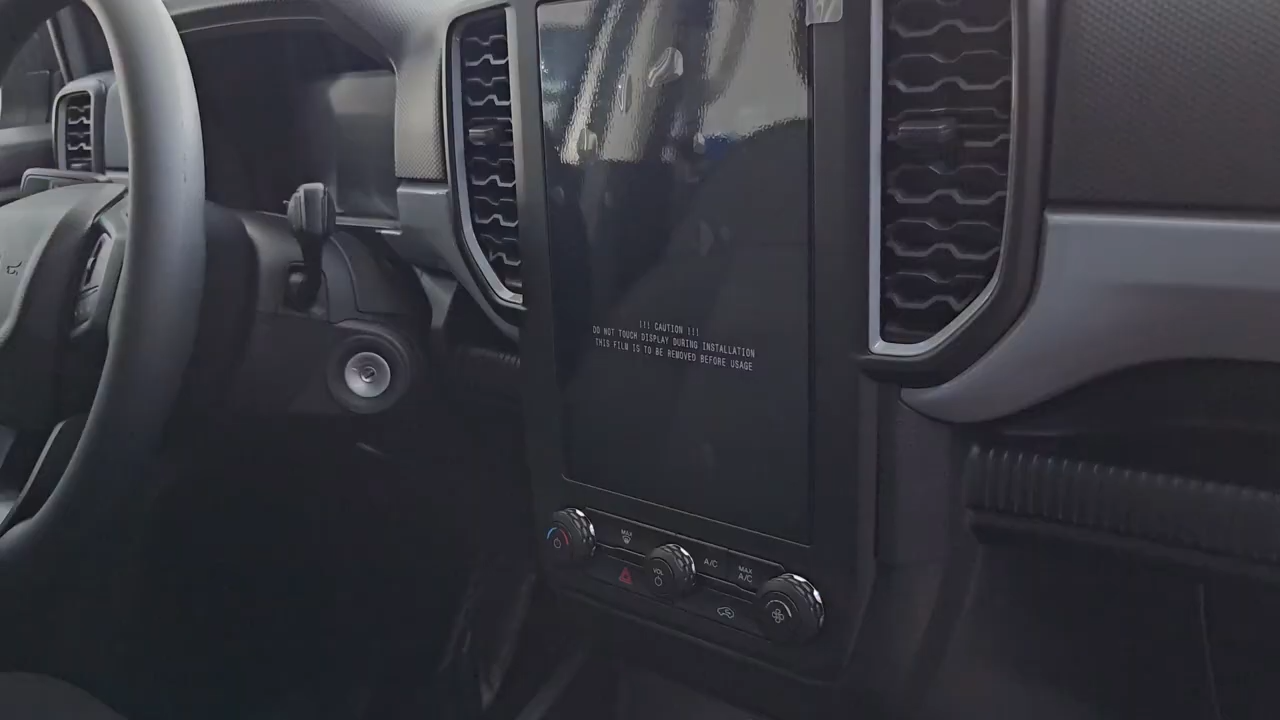 !!! CAUTION !!!
DO NOT TOUCH DISPLAY DURING INSTALLATION
THIS FILM IS TO BE REMOVED BEFORE USAGE
MAX
VOL
A/C
MAX
A/C